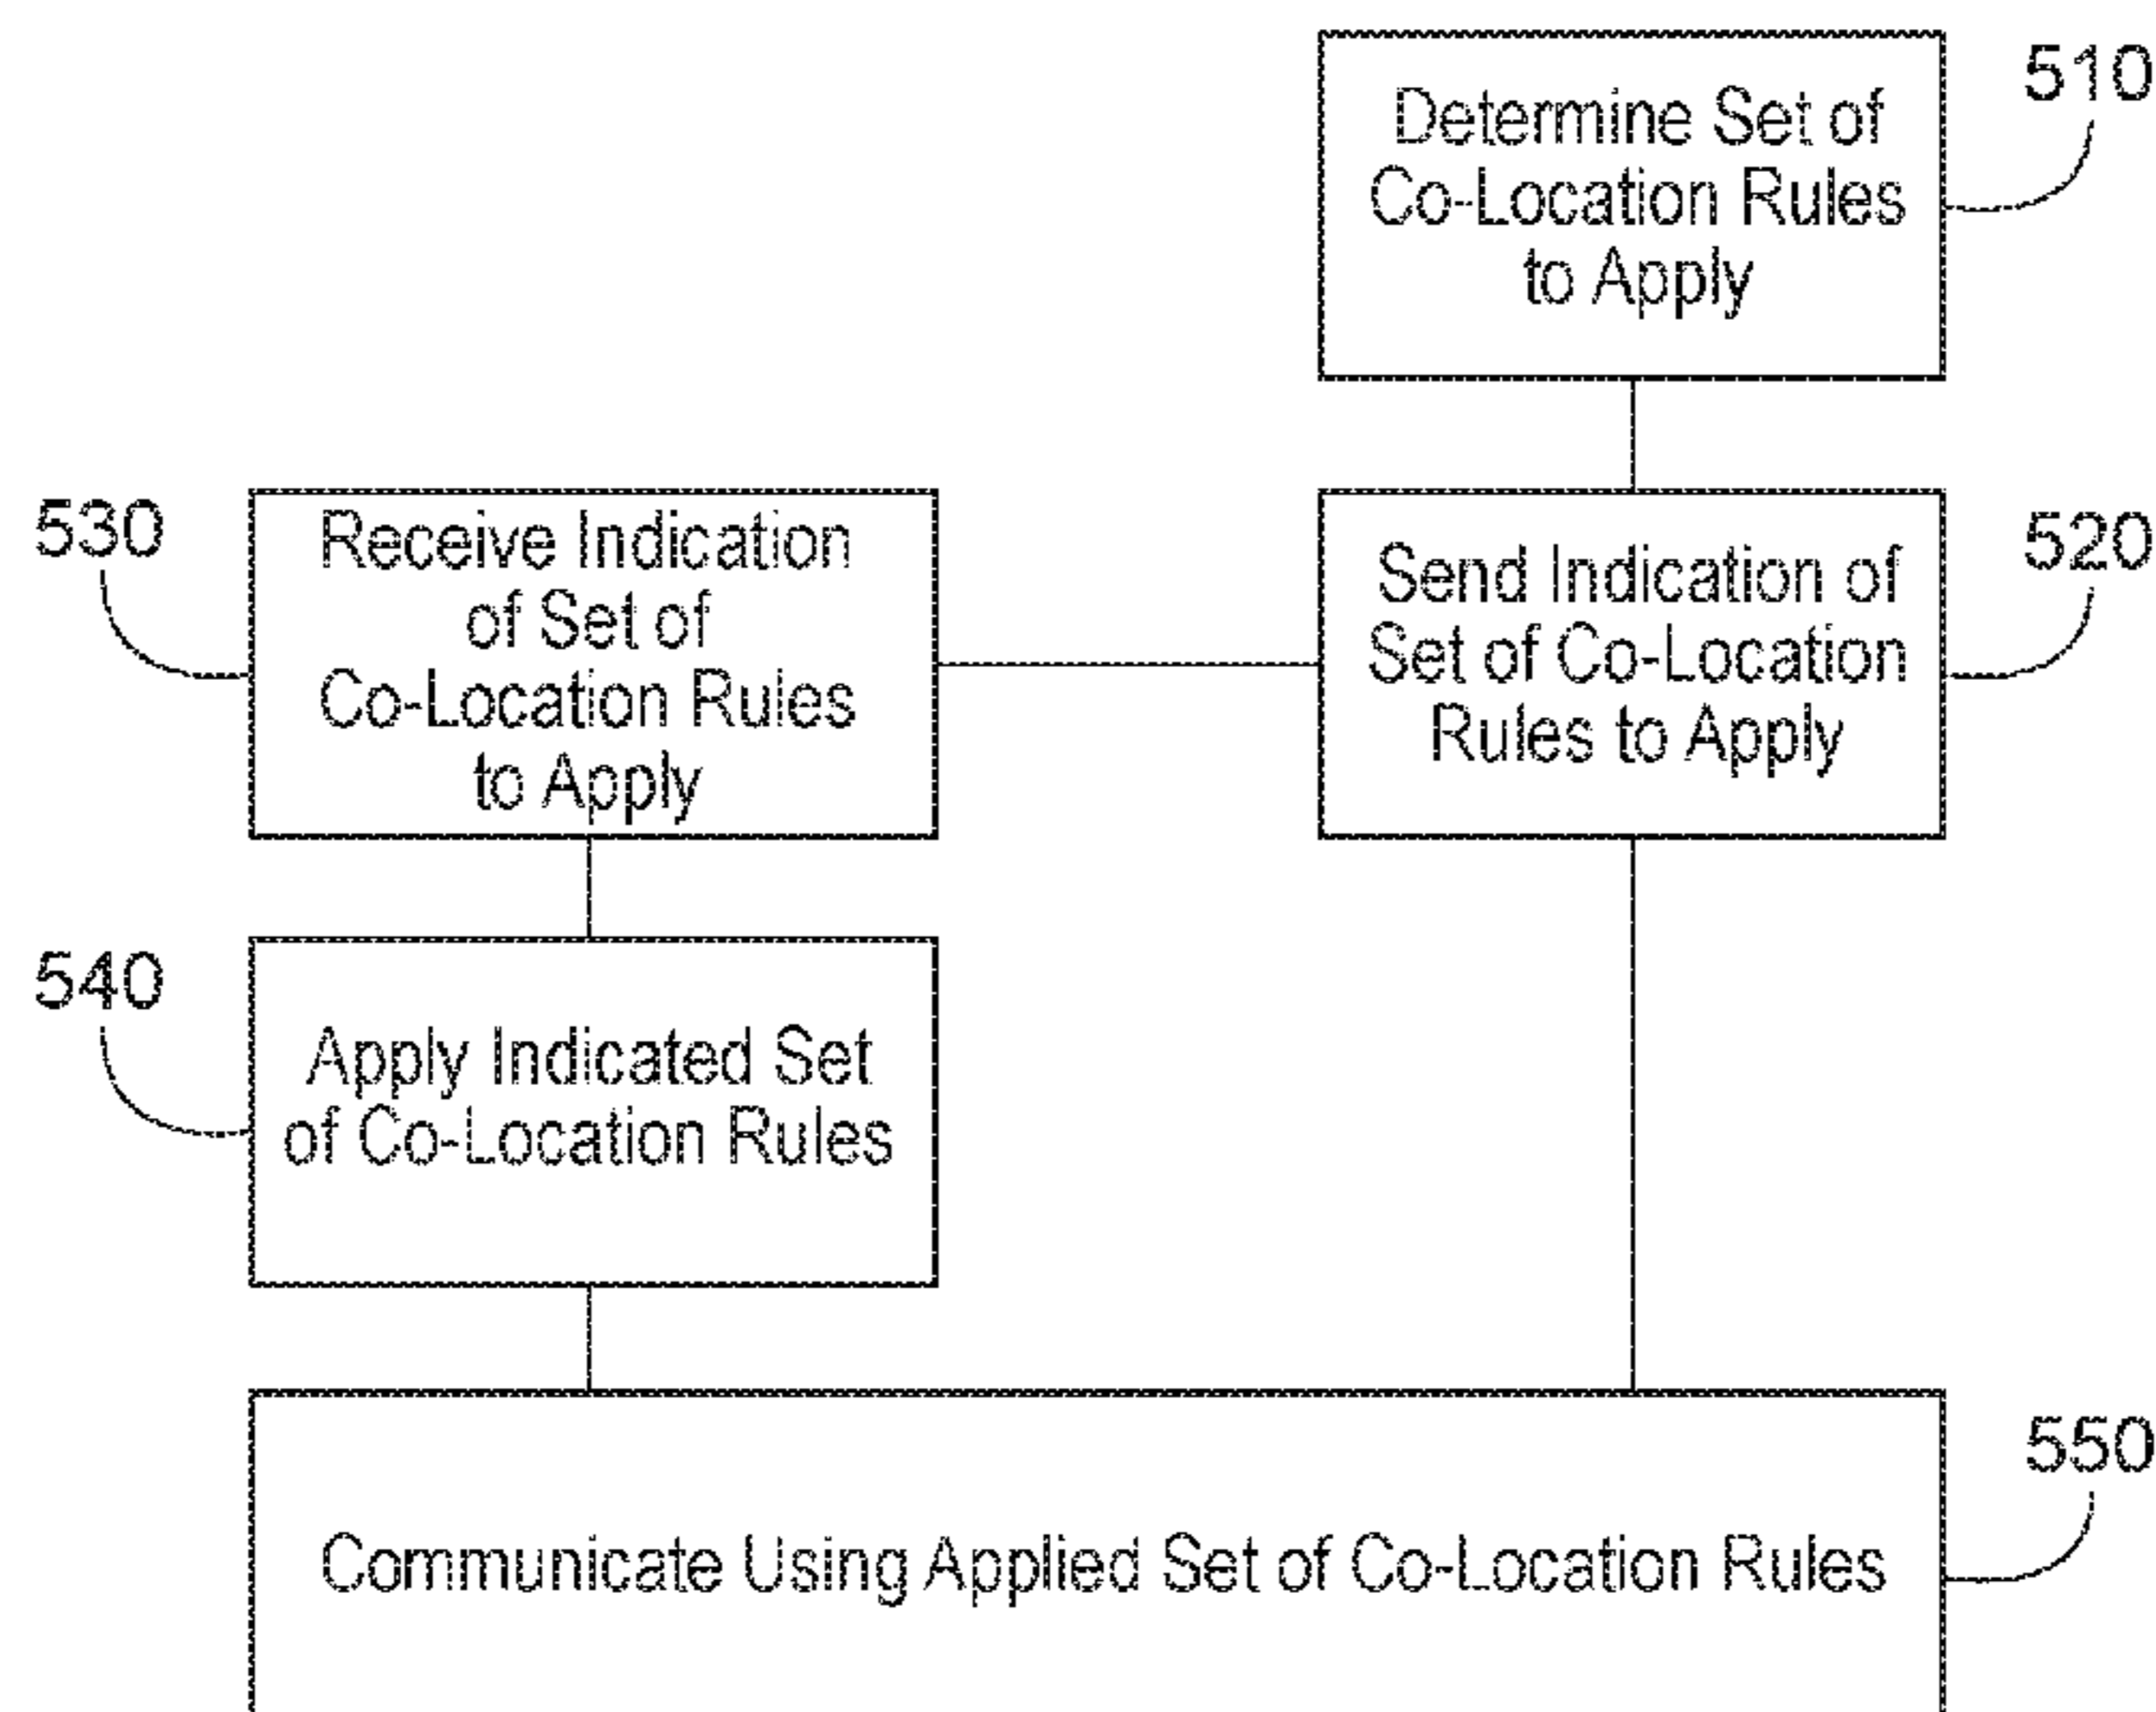 510
Determine Set of
Co-Location Rules
to Apply
530
Receive Indication
of Set of
Co-Location Rules
to Apply
520
Send Indication of
Set of Co-Location
Rules to Apply
540
Apply Indicated Set
of Co-Location Rules
550
Communicate Using Applied Set of Co-Location Rules